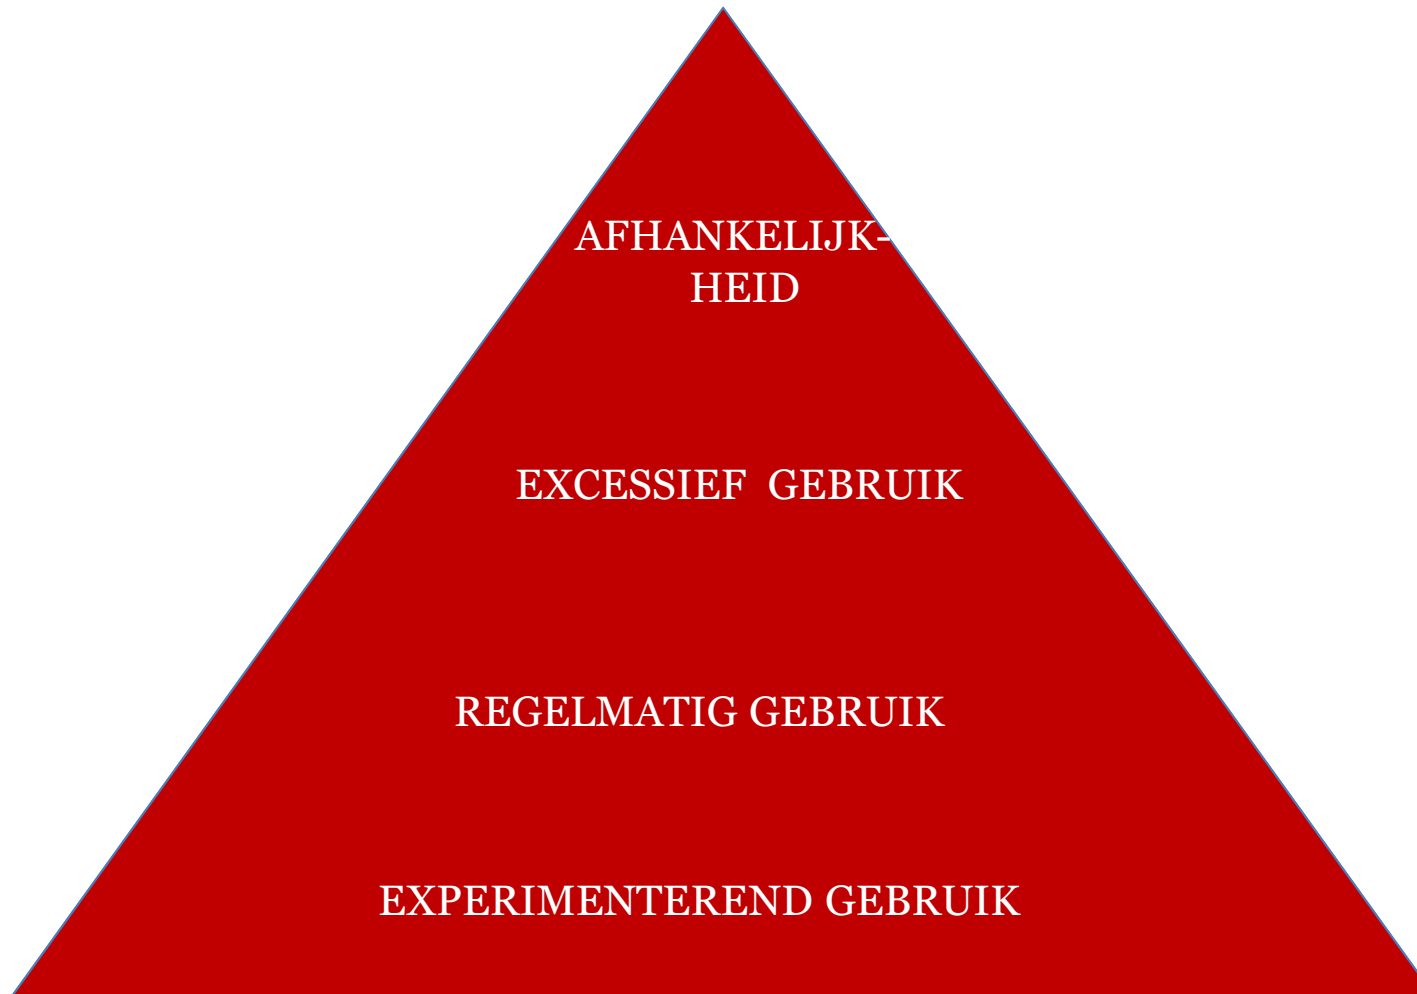 AFHANKELIJK-
HEID
EXCESSIEF  GEBRUIK
REGELMATIG GEBRUIK
EXPERIMENTEREND GEBRUIK